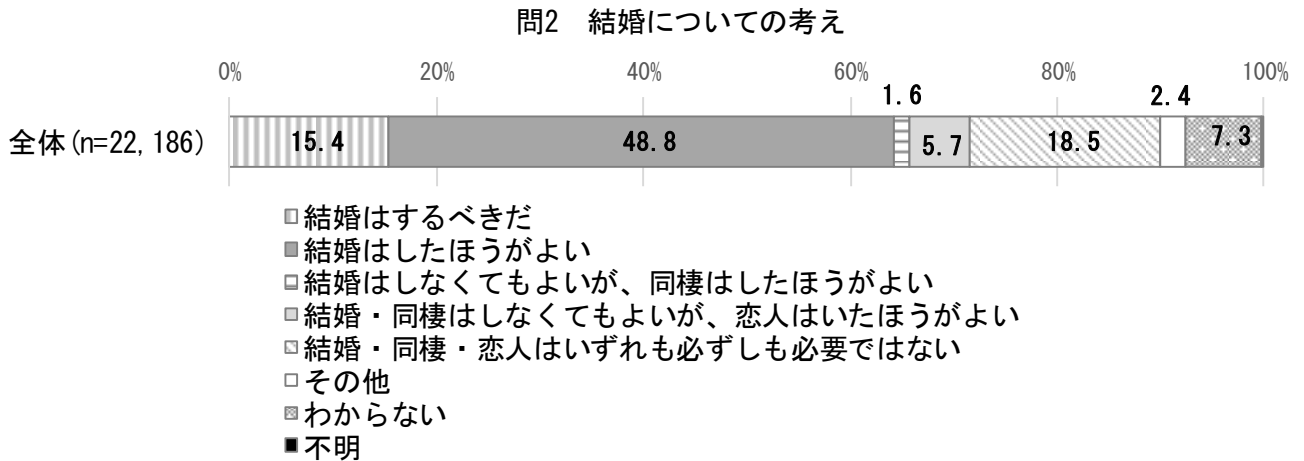 問2　結婚についての考え
0% 20% 40% 60% 80% 100%
1.6 2.4
全体(n=22,186) 15.4 48.8 5.7 18.5 7.3
結婚はするべきだ
結婚はしたほうがよい
結婚はしなくてもよいが、同棲はしたほうがよい
結婚・同棲はしなくてもよいが、恋人はいたほうがよい
結婚・同棲・恋人はいずれも必ずしも必要ではない
その他
わからない
不明